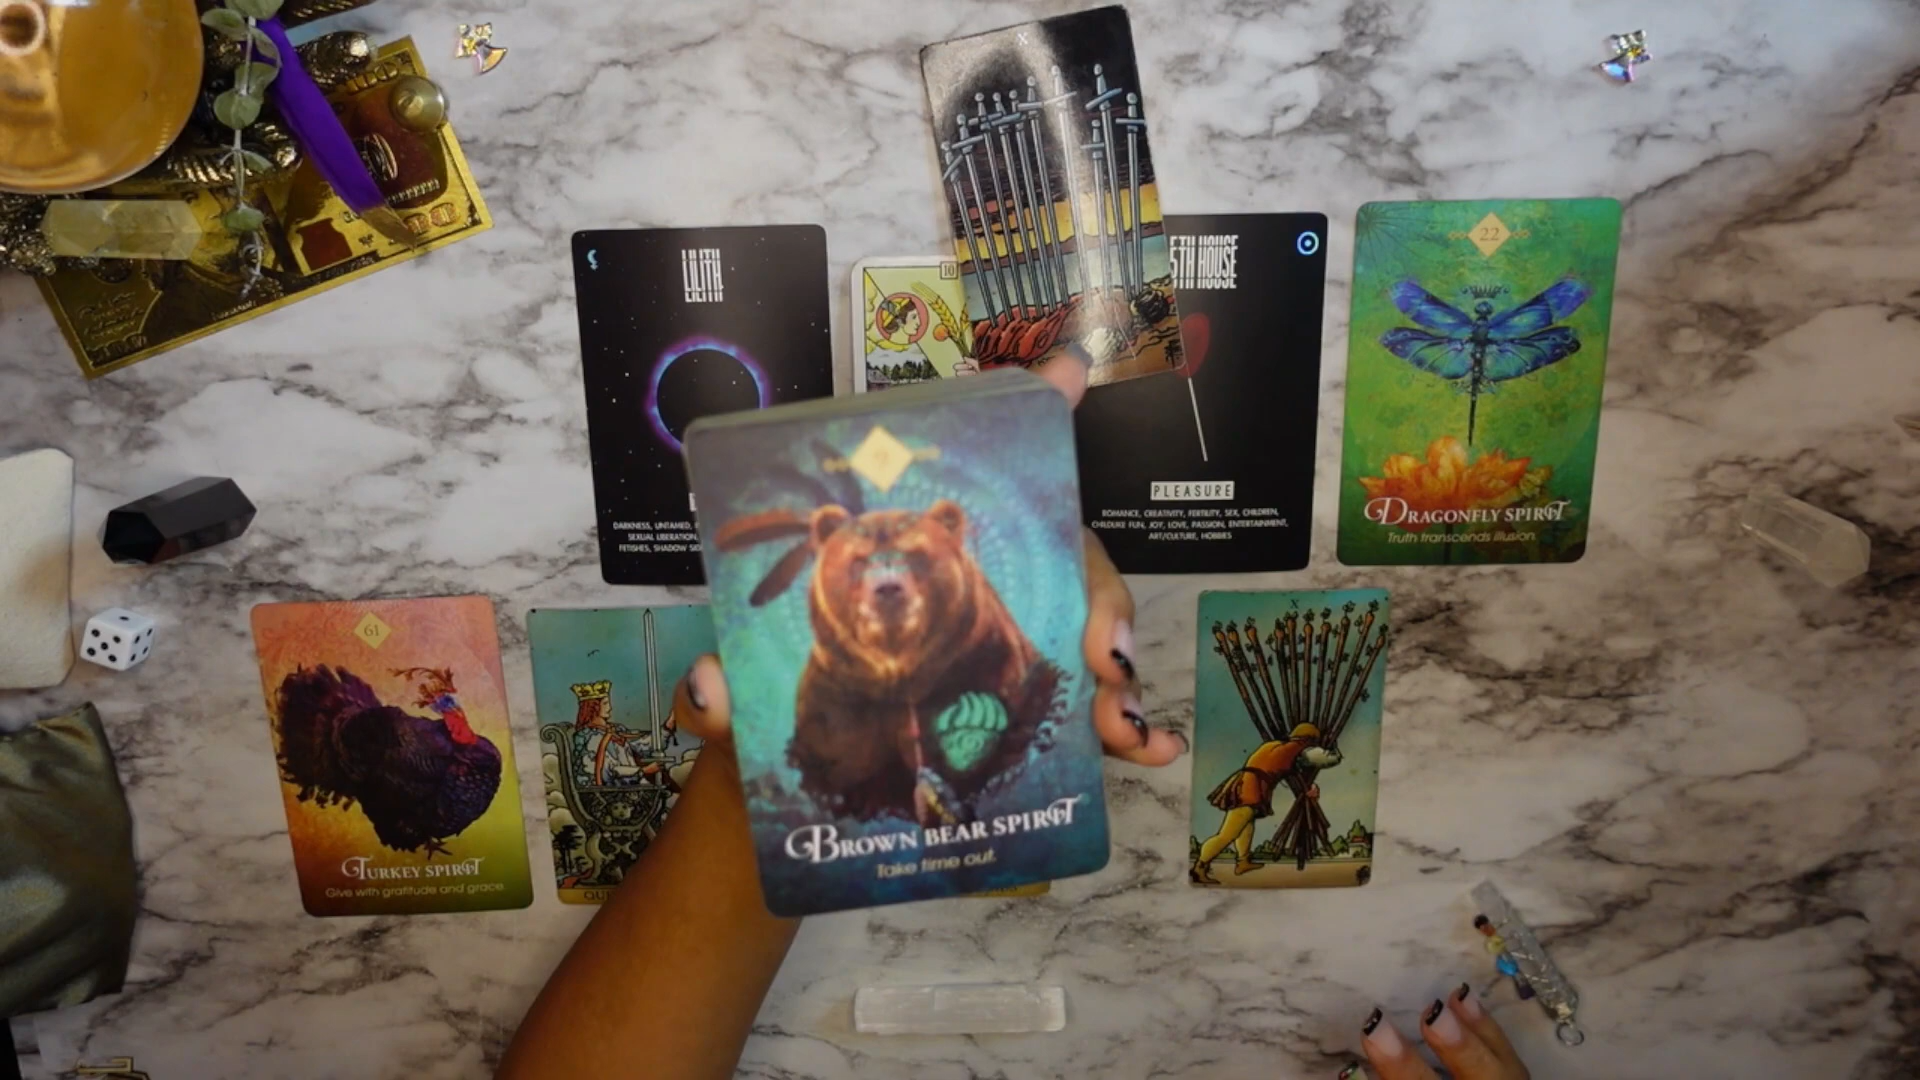 X
LILITH
10
5TH HOUSE
22
DARKNESS, UNTAMED,
SEXUAL LIBERATION,
FETISHES, SHADOW
PLEASURE
ROMANCE, CREATIVITY, FERTILITY, SEX, CHILDREN,
CHILDLIKE FUN, JOY, LOVE, PASSION, ENTERTAINMENT,
ART/CULTURE, HOBBIES
DRAGONFLY SPIRIT
Truth transcends illusion.
61
TURKEY SPIRIT
Give with gratitude and grace.
9
BROWN BEAR SPIRIT
Take time out.
X